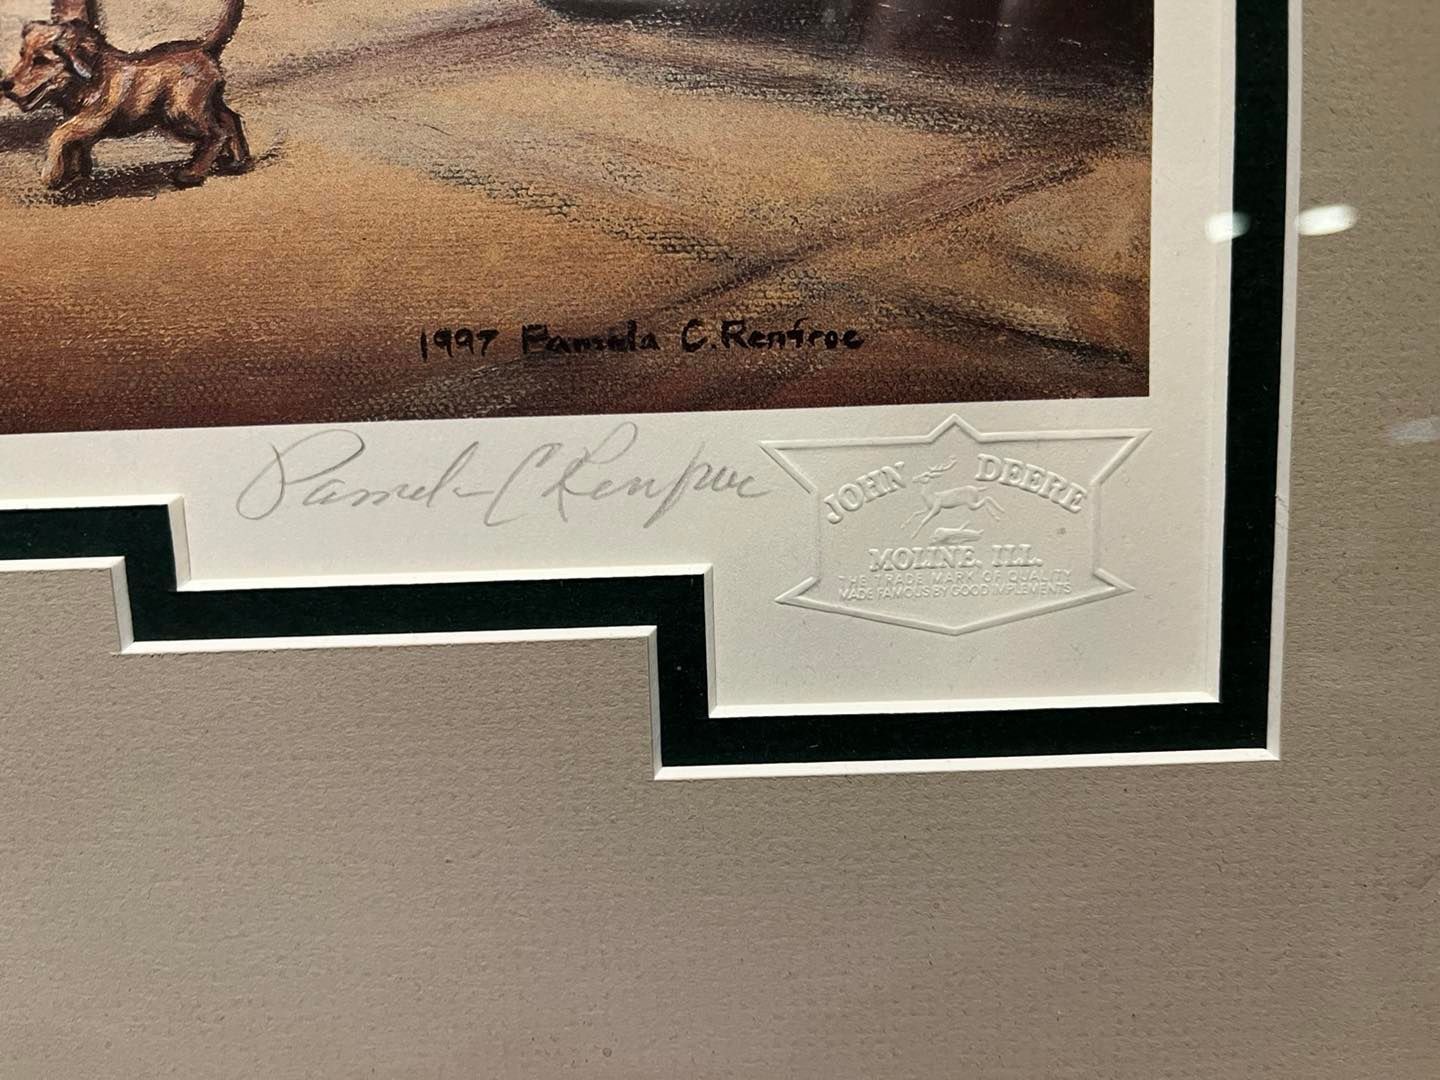 1997 Pamela C. Renfroe
Pamela C Renfroe
JOHN DEERE
MOLINE, ILL.
THE TRADE MARK OF QUALITY
MADE FAMOUS BY GOOD IMPLEMENTS